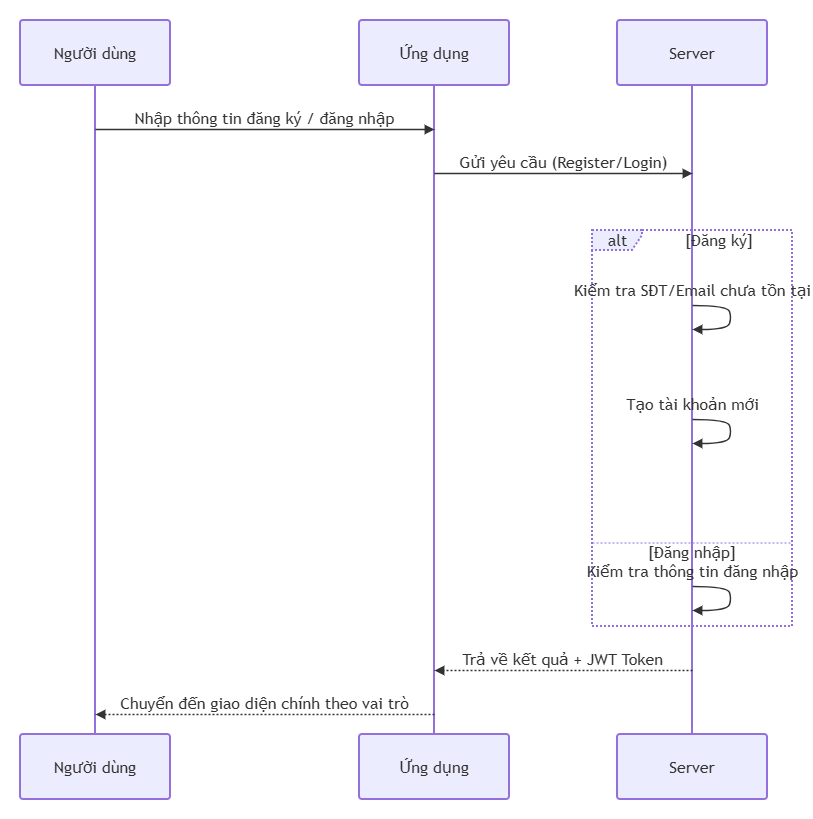 Người dùng
Ứng dụng
Server
Nhập thông tin đăng ký / đăng nhập
Gửi yêu cầu (Register/Login)
alt
[Đăng ký]
Kiểm tra SĐT/Email chưa tồn tại
Tạo tài khoản mới
[Đăng nhập]
Kiểm tra thông tin đăng nhập
Trả về kết quả + JWT Token
Chuyển đến giao diện chính theo vai trò
Người dùng
Ứng dụng
Server